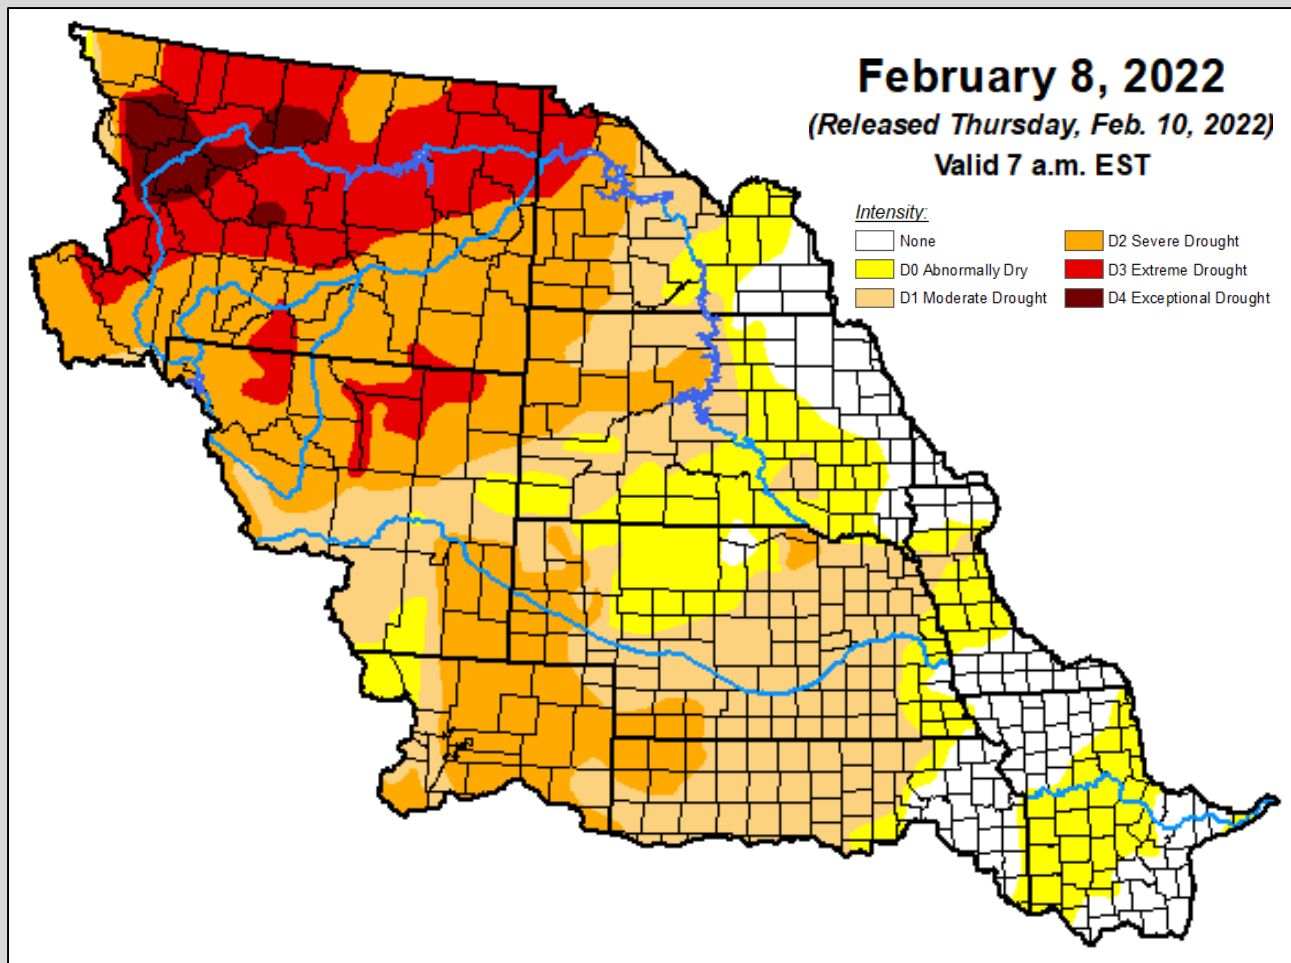 February 8, 2022
(Released Thursday, Feb. 10, 2022)
Valid 7 a.m. EST
Intensity:
None
D0 Abnormally Dry
D1 Moderate Drought
D2 Severe Drought
D3 Extreme Drought
D4 Exceptional Drought